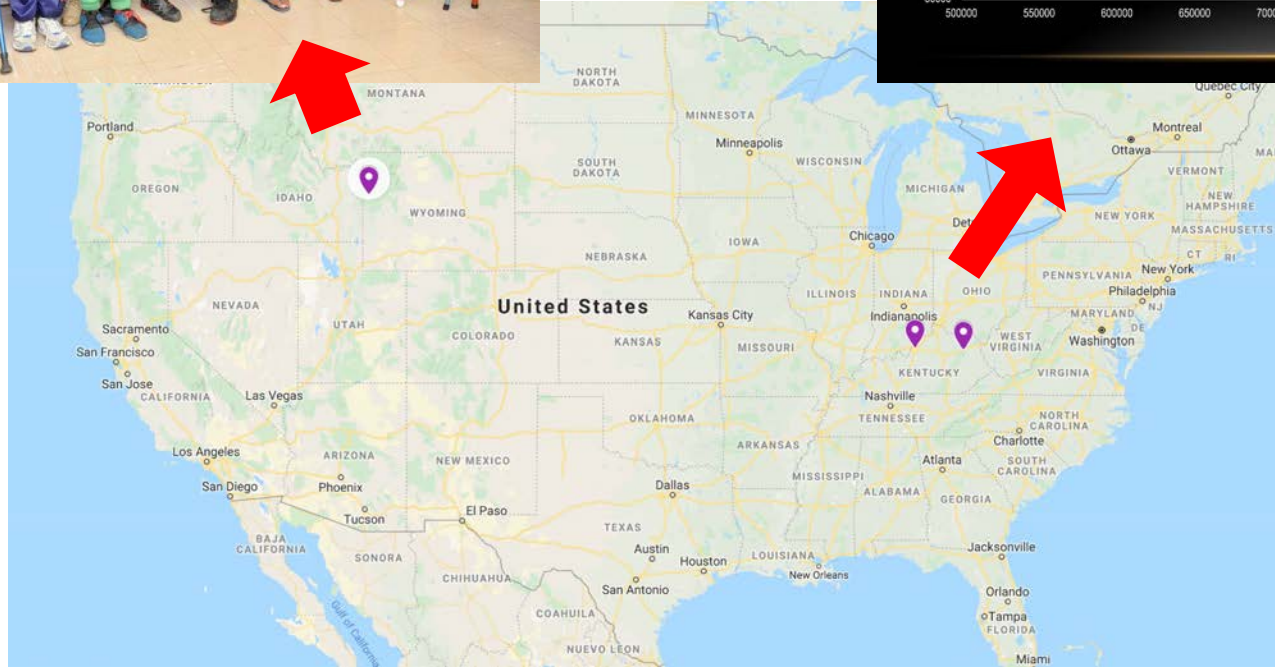 500000 550000 600000 650000
Quebec City
NORTH
DAKOTA
MONTANA
MINNESOTA
Montreal
Portland
Ottawa
Minneapolis
SOUTH
DAKOTA
WISCONSIN
VERMONT
OREGON
IDAHO
MICHIGAN
NEW
HAMPSHIRE
WYOMING
NEW YORK
MASSACHUSETTS
Chicago
IOWA
NEBRASKA
CT RI
PENNSYLVANIA
New York
NEVADA
United States
ILLINOIS
INDIANA
OHIO
Philadelphia
Indianapolis
MARYLAND
NJ
Kansas City
Sacramento
UTAH
DE
WEST
VIRGINIA
Washington
San Francisco
COLORADO
KANSAS
MISSOURI
San Jose
KENTUCKY
VIRGINIA
CALIFORNIA
Las Vegas
Nashville
TENNESSEE
OKLAHOMA
NORTH
CAROLINA
Charlotte
ARKANSAS
Los Angeles
ARIZONA
NEW MEXICO
Atlanta
SOUTH
CAROLINA
MISSISSIPPI
San Diego
Phoenix
Dallas
ALABAMA
GEORGIA
Tucson
El Paso
TEXAS
BAJA
CALIFORNIA
SONORA
Austin
Houston
LOUISIANA
Jacksonville
CHIHUAHUA
San Antonio
New Orleans
Orlando
COAHUILA
Tampa
FLORIDA
Gulf of California
NUEVO LEON
Miami